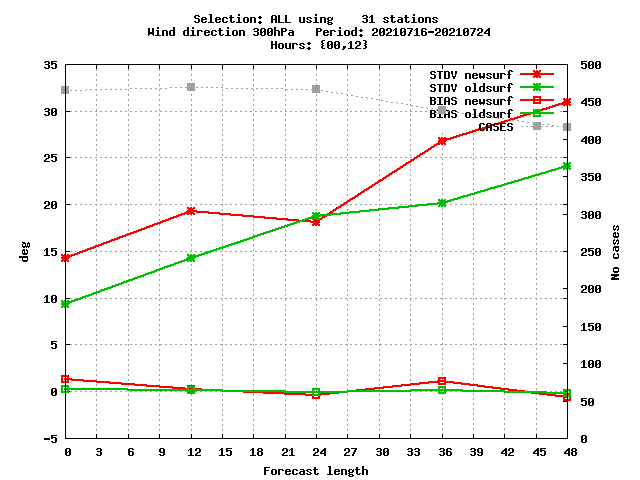 Selection: ALL using 31 stations
Wind direction 300hPa Period: 20210716-20210724
Hours: {00,12}
STDV newsurf
STDV oldsurf
BIAS newsurf
BIAS oldsurf
CASES
35
30
25
20
15
10
5
0
-5
deg
500
450
400
350
300
250
200
150
100
50
0
No cases
0 3 6 9 12 15 18 21 24 27 30 33 36 39 42 45 48
Forecast length